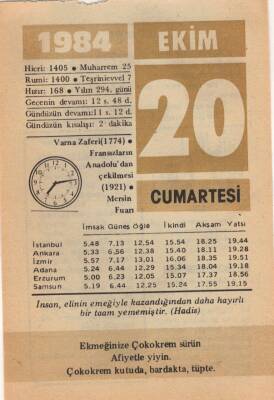 1984
EKİM
Hicri: 1405 ● Muharrem 25
Rumi: 1400 ● Teşrinievvel 7
Hızır: 168 ● Yılın 294. günü
Gecenin devamı: 12 s. 48 d.
Gündüzün devamı: 11 s. 12 d.
Gündüzün kısalışı: 2 dakika
20
CUMARTESİ
Varna Zaferi(1774) ●
Fransızların
Anadolu'dan
çekilmesi
(1921) ●
Mersin
Fuarı
İmsak Güneş Öğle İkindi Akşam Yatsı
İstanbul 5.48 7.13 12.54 15.54 18.25 19.44
Ankara 5.33 6.56 12.38 15.40 18.11 19.28
İzmir 5.57 7.17 13.01 16.06 18.35 19.51
Adana 5.24 6.44 12.29 15.34 18.04 19.18
Erzurum 5.00 6.23 12.05 15.07 17.37 18.56
Samsun 5.19 6.44 12.25 15.24 17.55 19.15
İnsan, elinin emeğiyle kazandığından daha hayırlı
bir taam yememiştir. (Hadis)
Ekmeğinize Çokokrem sürün
Afiyetle yiyin.
Çokokrem kutuda, bardakta, tüpte.